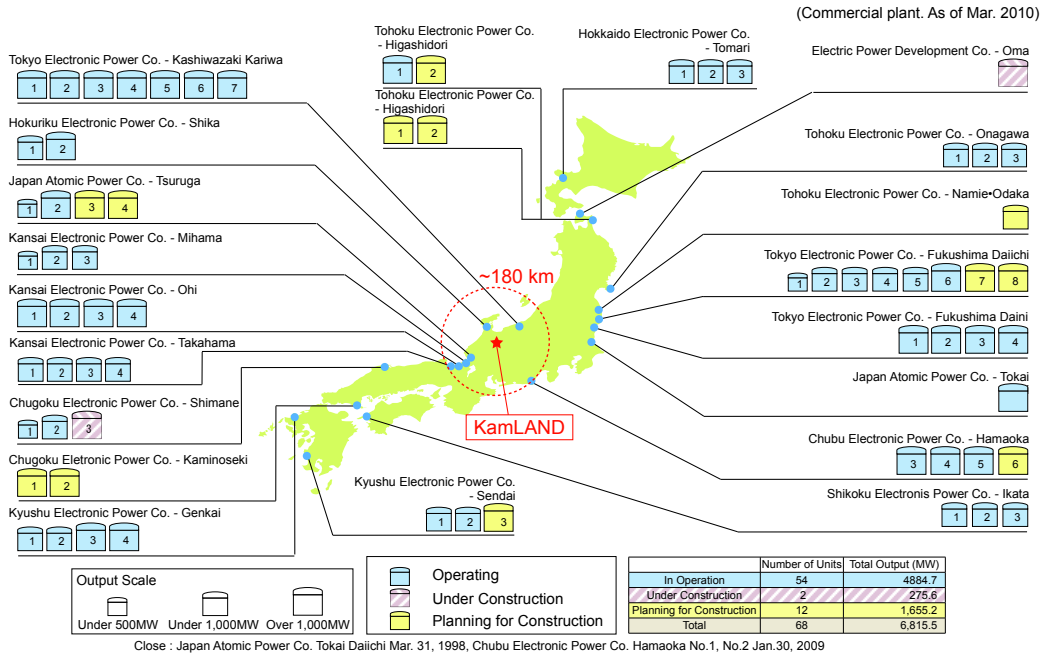 (Commercial plant. As of Mar. 2010)
Tohoku Electronic Power Co.
- Higashidori
1 2
Hokkaido Electronic Power Co.
- Tomari
1 2 3
Electric Power Development Co. - Oma
Tokyo Electronic Power Co. - Kashiwazaki Kariwa
1 2 3 4 5 6 7
Tohoku Electronic Power Co.
- Higashidori
1 2
Hokuriku Electronic Power Co. - Shika
1 2
Tohoku Electronic Power Co. - Onagawa
1 2 3
Japan Atomic Power Co. - Tsuruga
1 2 3 4
Tohoku Electronic Power Co. - Namie•Odaka
Kansai Electronic Power Co. - Mihama
1 2 3
Tokyo Electronic Power Co. - Fukushima Daiichi
1 2 3 4 5 6 7 8
~180 km
Kansai Electronic Power Co. - Ohi
1 2 3 4
Tokyo Electronic Power Co. - Fukushima Daini
1 2 3 4
Kansai Electronic Power Co. - Takahama
1 2 3 4
Japan Atomic Power Co. - Tokai
Chugoku Electronic Power Co. - Shimane
1 2 3
KamLAND
Chubu Electronic Power Co. - Hamaoka
3 4 5 6
Chugoku Eletronic Power Co. - Kaminoseki
1 2
Kyushu Electronic Power Co.
- Sendai
1 2 3
Shikoku Electronis Power Co. - Ikata
1 2 3
Kyushu Electronic Power Co. - Genkai
1 2 3 4
Output Scale
Under 500MW Under 1,000MW Over 1,000MW
Operating
Under Construction
Planning for Construction
Number of Units Total Output (MW)
In Operation 54 4884.7
Under Construction 2 275.6
Planning for Construction 12 1,655.2
Total 68 6,815.5
Close : Japan Atomic Power Co. Tokai Daiichi Mar. 31, 1998, Chubu Electronic Power Co. Hamaoka No.1, No.2 Jan.30, 2009